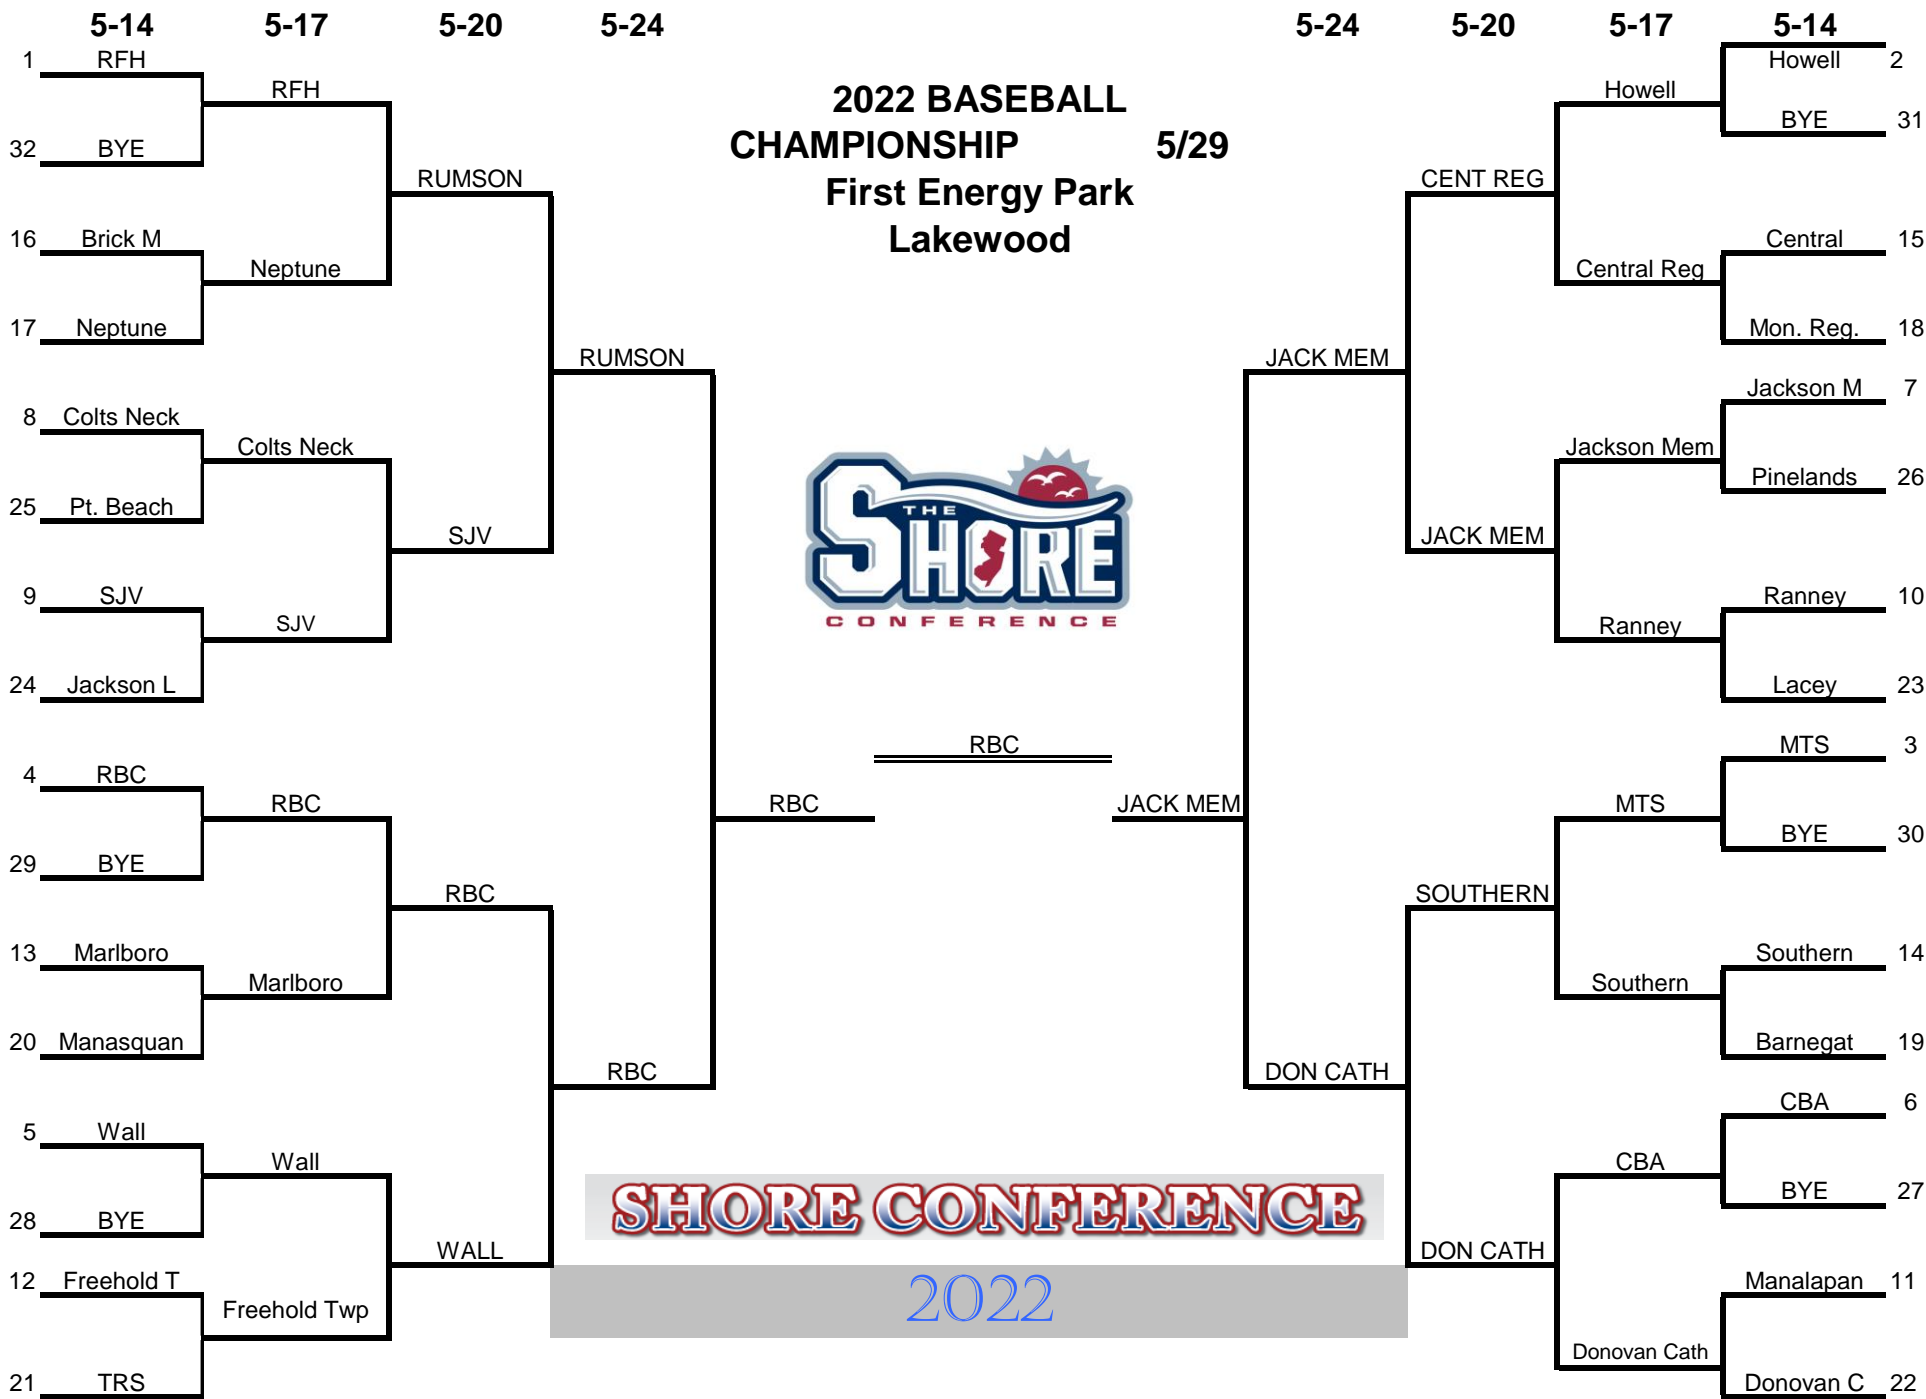 5-14 5-17 5-20 5-24 5-24 5-20 5-17 5-14
1 RFH Howell 2
RFH Howell
2022 BASEBALL
CHAMPIONSHIP 5/29
First Energy Park
Lakewood
BYE 31
32 BYE
RUMSON CENT REG
16 Brick M Central 15
Neptune Central Reg
17 Neptune Mon. Reg. 18
RUMSON JACK MEM
Jackson M 7
8 Colts Neck
Colts Neck Jackson Mem
Pinelands 26
25 Pt. Beach
THE
SHORE
CONFERENCE
SJV JACK MEM
9 SJV Ranney 10
SJV Ranney
24 Jackson L Lacey 23
RBC
MTS 3
4 RBC
RBC RBC JACK MEM MTS
BYE 30
29 BYE
RBC SOUTHERN
13 Marlboro Southern 14
Marlboro Southern
20 Manasquan Barnegat 19
RBC DON CATH
CBA 6
5 Wall
Wall CBA
BYE 27
SHORE CONFERENCE
28 BYE
WALL DON CATH
12 Freehold T Manalapan 11
2022
Freehold Twp
Donovan Cath
21 TRS Donovan C 22